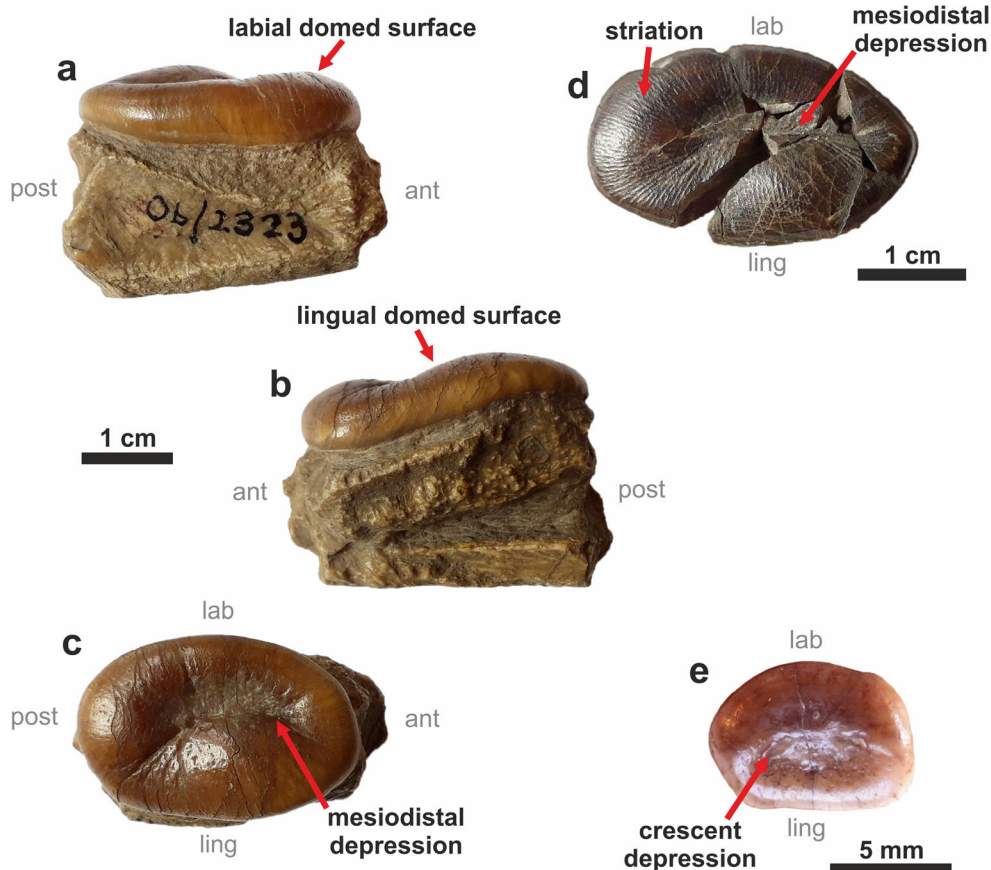 labial domed surface
a
post
ant
Ob/2323
striation
lab
mesiodistal
depression
d
ling
1 cm
lingual domed surface
b
1 cm
ant
post
lab
c
post
ant
mesiodistal
depression
ling
lab
e
crescent
depression
ling
5 mm